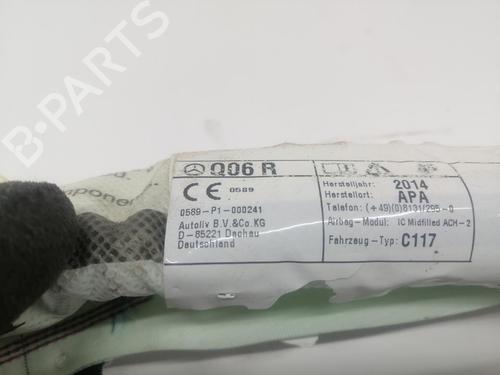 Q06 R
CE 0589
0589-P1-000241
Autoliv B.V.&Co.KG
D-85221 Dachau
Deutschland
Herstelljahr: 2014
Herstellort: APA
Telefon: (+49)(0)8131/295-0
Airbag-Modul: IC Midfilled ACH-2
Fahrzeug-Typ: C117